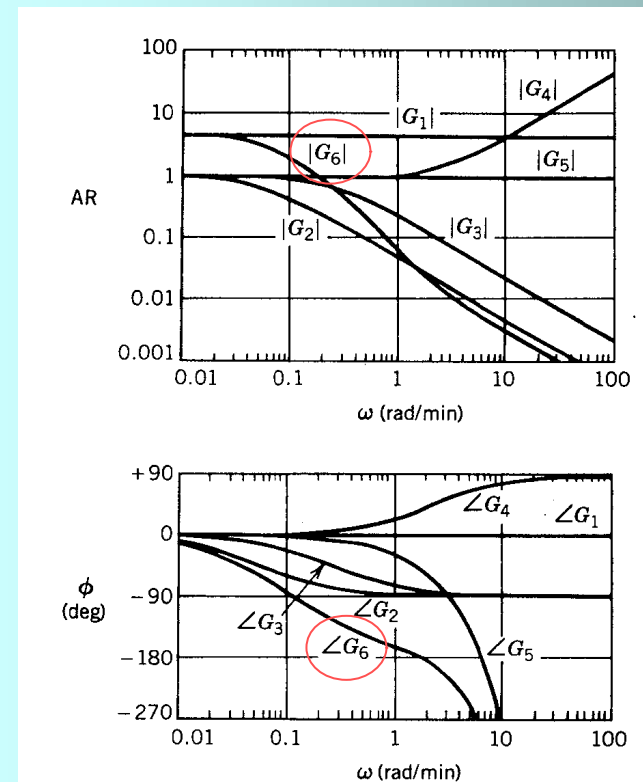 100
10
1
0.1
0.01
0.001
AR
|G₄|
|G₁|
|G₆|
|G₅|
|G₂|
|G₃|
0.01 0.1 1 10 100
ω (rad/min)
+90
0
−90
−180
−270
ϕ
(deg)
∠G₄
∠G₁
∠G₂
∠G₃
∠G₆
∠G₅
0.01 0.1 1 10 100
ω (rad/min)